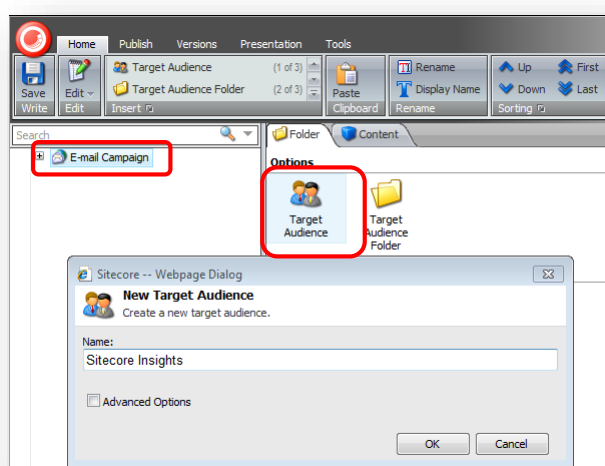 Home Publish Versions Presentation Tools
Target Audience (1 of 3) Rename Up First
Save Edit Target Audience Folder (2 of 3) Paste Display Name Down Last
Write Edit Insert Clipboard Rename Sorting
Search Folder Content
E-mail Campaign Options
Target Target
Audience Audience
Folder
Sitecore -- Webpage Dialog
New Target Audience
Create a new target audience.
Name:
Sitecore Insights
Advanced Options
OK Cancel